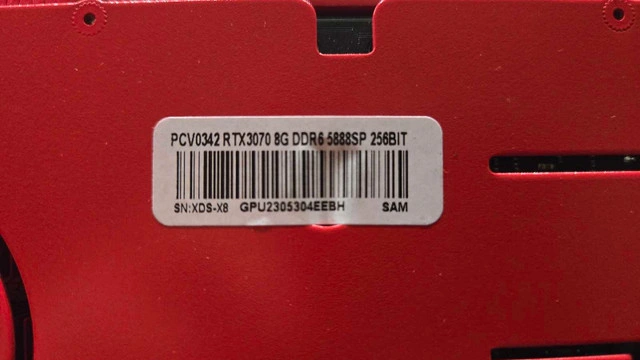 PCV0342 RTX3070 8G DDR6 5888SP 256BIT
SN:XDS-X8 GPU2305304EEBH SAM